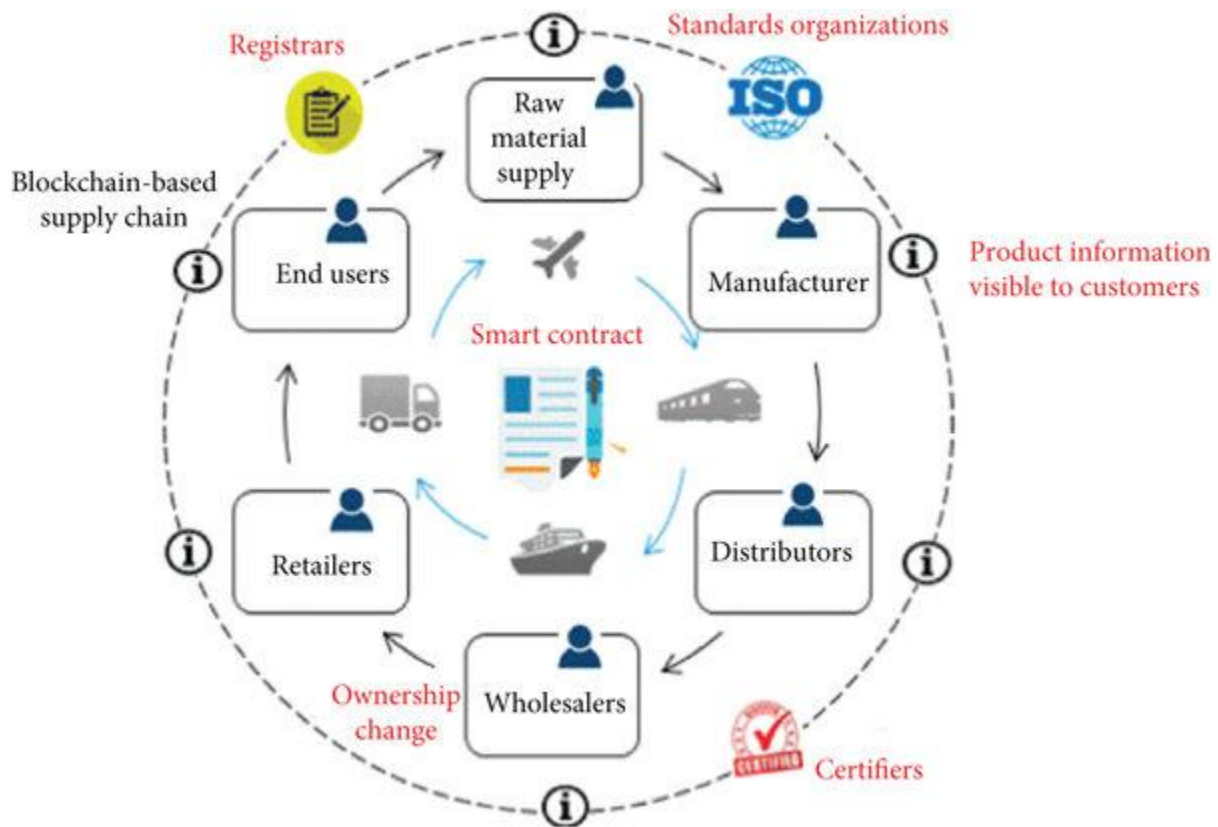 Registrars
Standards organizations
ISO
Raw
material
supply
Blockchain-based
supply chain
End users
Manufacturer
Product information
visible to customers
Smart contract
Retailers
Distributors
Ownership
change
Wholesalers
CERTIFIED
Certifiers
i
i
i
i
i
i